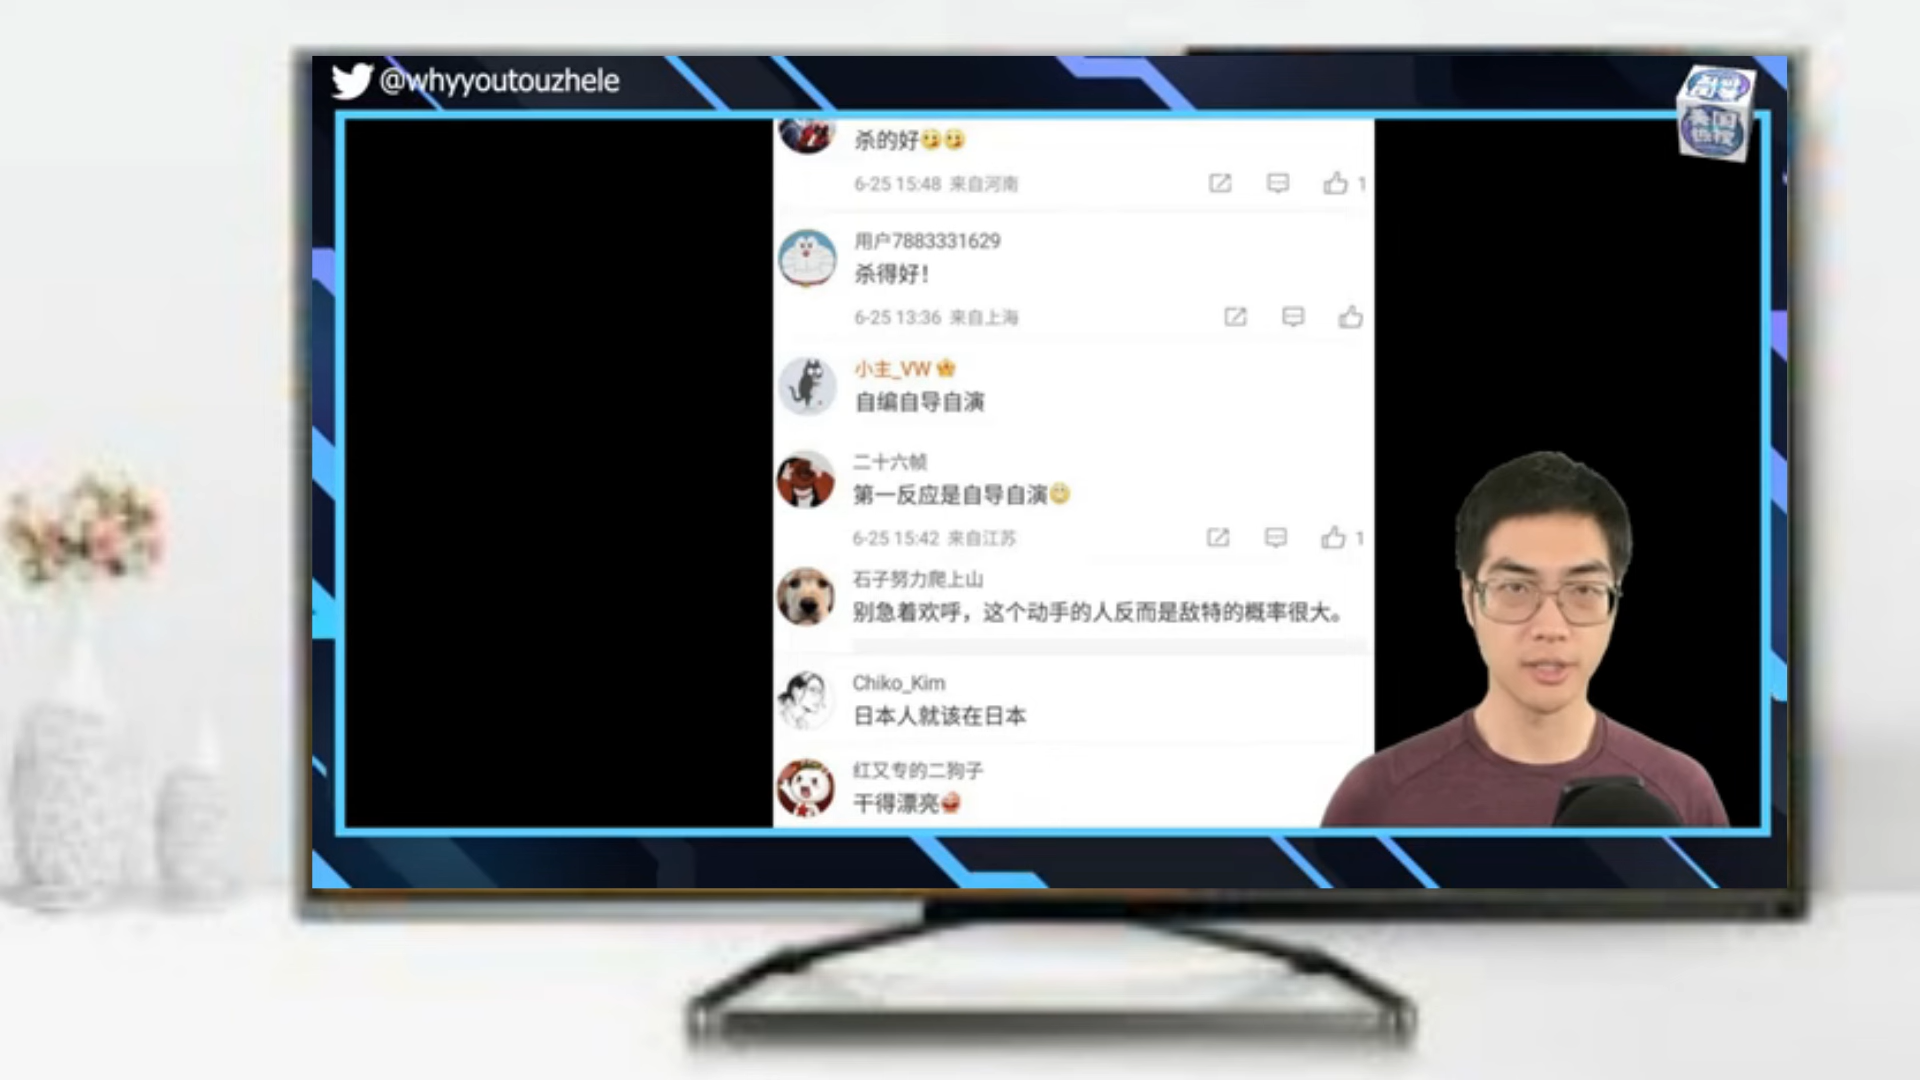 @whyyoutouzhele
杀的好
6-25 15:48 来自河南
1
用户7883331629
杀得好！
6-25 13:36 来自上海
小主_VW
自编自导自演
二十六帧
第一反应是自导自演
6-25 15:42 来自江苏
1
石子努力爬上山
别急着欢呼，这个动手的人反而是敌特的概率很大。
Chiko_Kim
日本人就该在日本
红又专的二狗子
干得漂亮